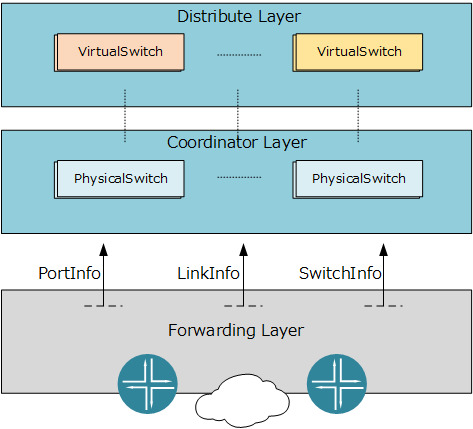 Distribute Layer
VirtualSwitch
VirtualSwitch
Coordinator Layer
PhysicalSwitch
PhysicalSwitch
PortInfo
LinkInfo
SwitchInfo
Forwarding Layer